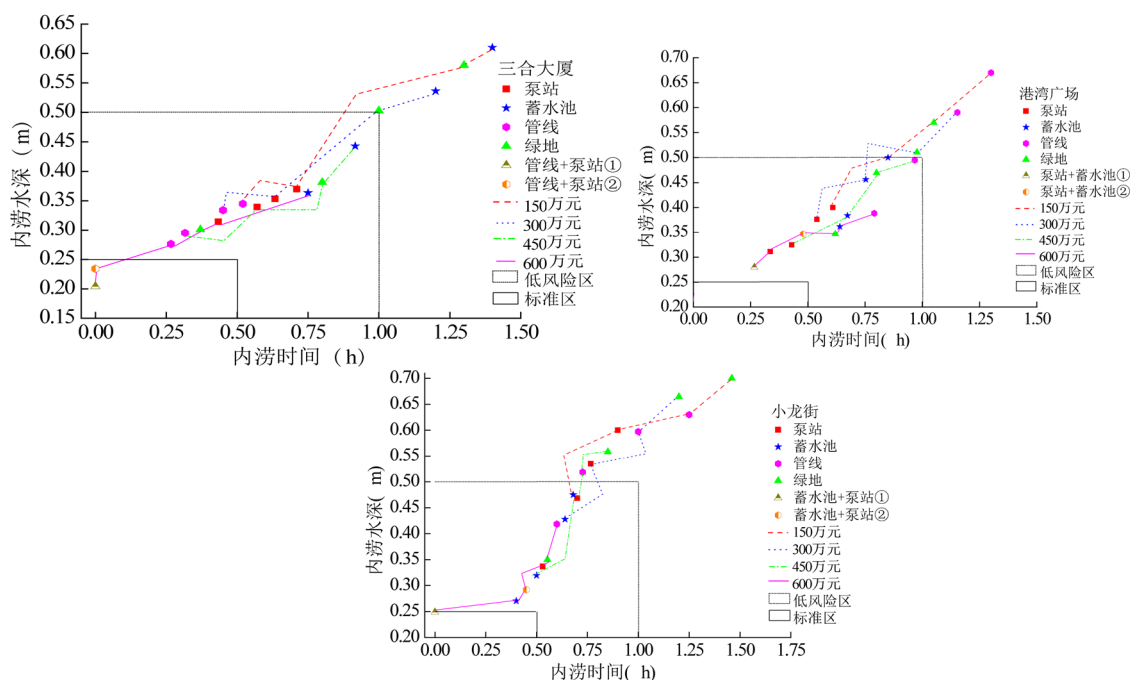 0.65
0.60
0.55
0.50
0.45
0.40
0.35
0.30
0.25
0.20
0.15
内涝水深（m）
0.00
0.25
0.50
0.75
1.00
1.25
1.50
内涝时间（h）
三合大厦
泵站
蓄水池
管线
绿地
管线+泵站①
管线+泵站②
150万元
300万元
450万元
600万元
低风险区
标准区
0.70
0.65
0.60
0.55
0.50
0.45
0.40
0.35
0.30
0.25
0.20
内涝水深( m)
0.00
0.25
0.50
0.75
1.00
1.25
1.50
内涝时间( h)
港湾广场
泵站
蓄水池
管线
绿地
泵站+蓄水池①
泵站+蓄水池②
150万元
300万元
450万元
600万元
低风险区
标准区
0.70
0.65
0.60
0.55
0.50
0.45
0.40
0.35
0.30
0.25
0.20
内涝水深( m)
0.00
0.25
0.50
0.75
1.00
1.25
1.50
1.75
内涝时间( h)
小龙街
泵站
蓄水池
管线
绿地
蓄水池+泵站①
蓄水池+泵站②
150万元
300万元
450万元
600万元
低风险区
标准区